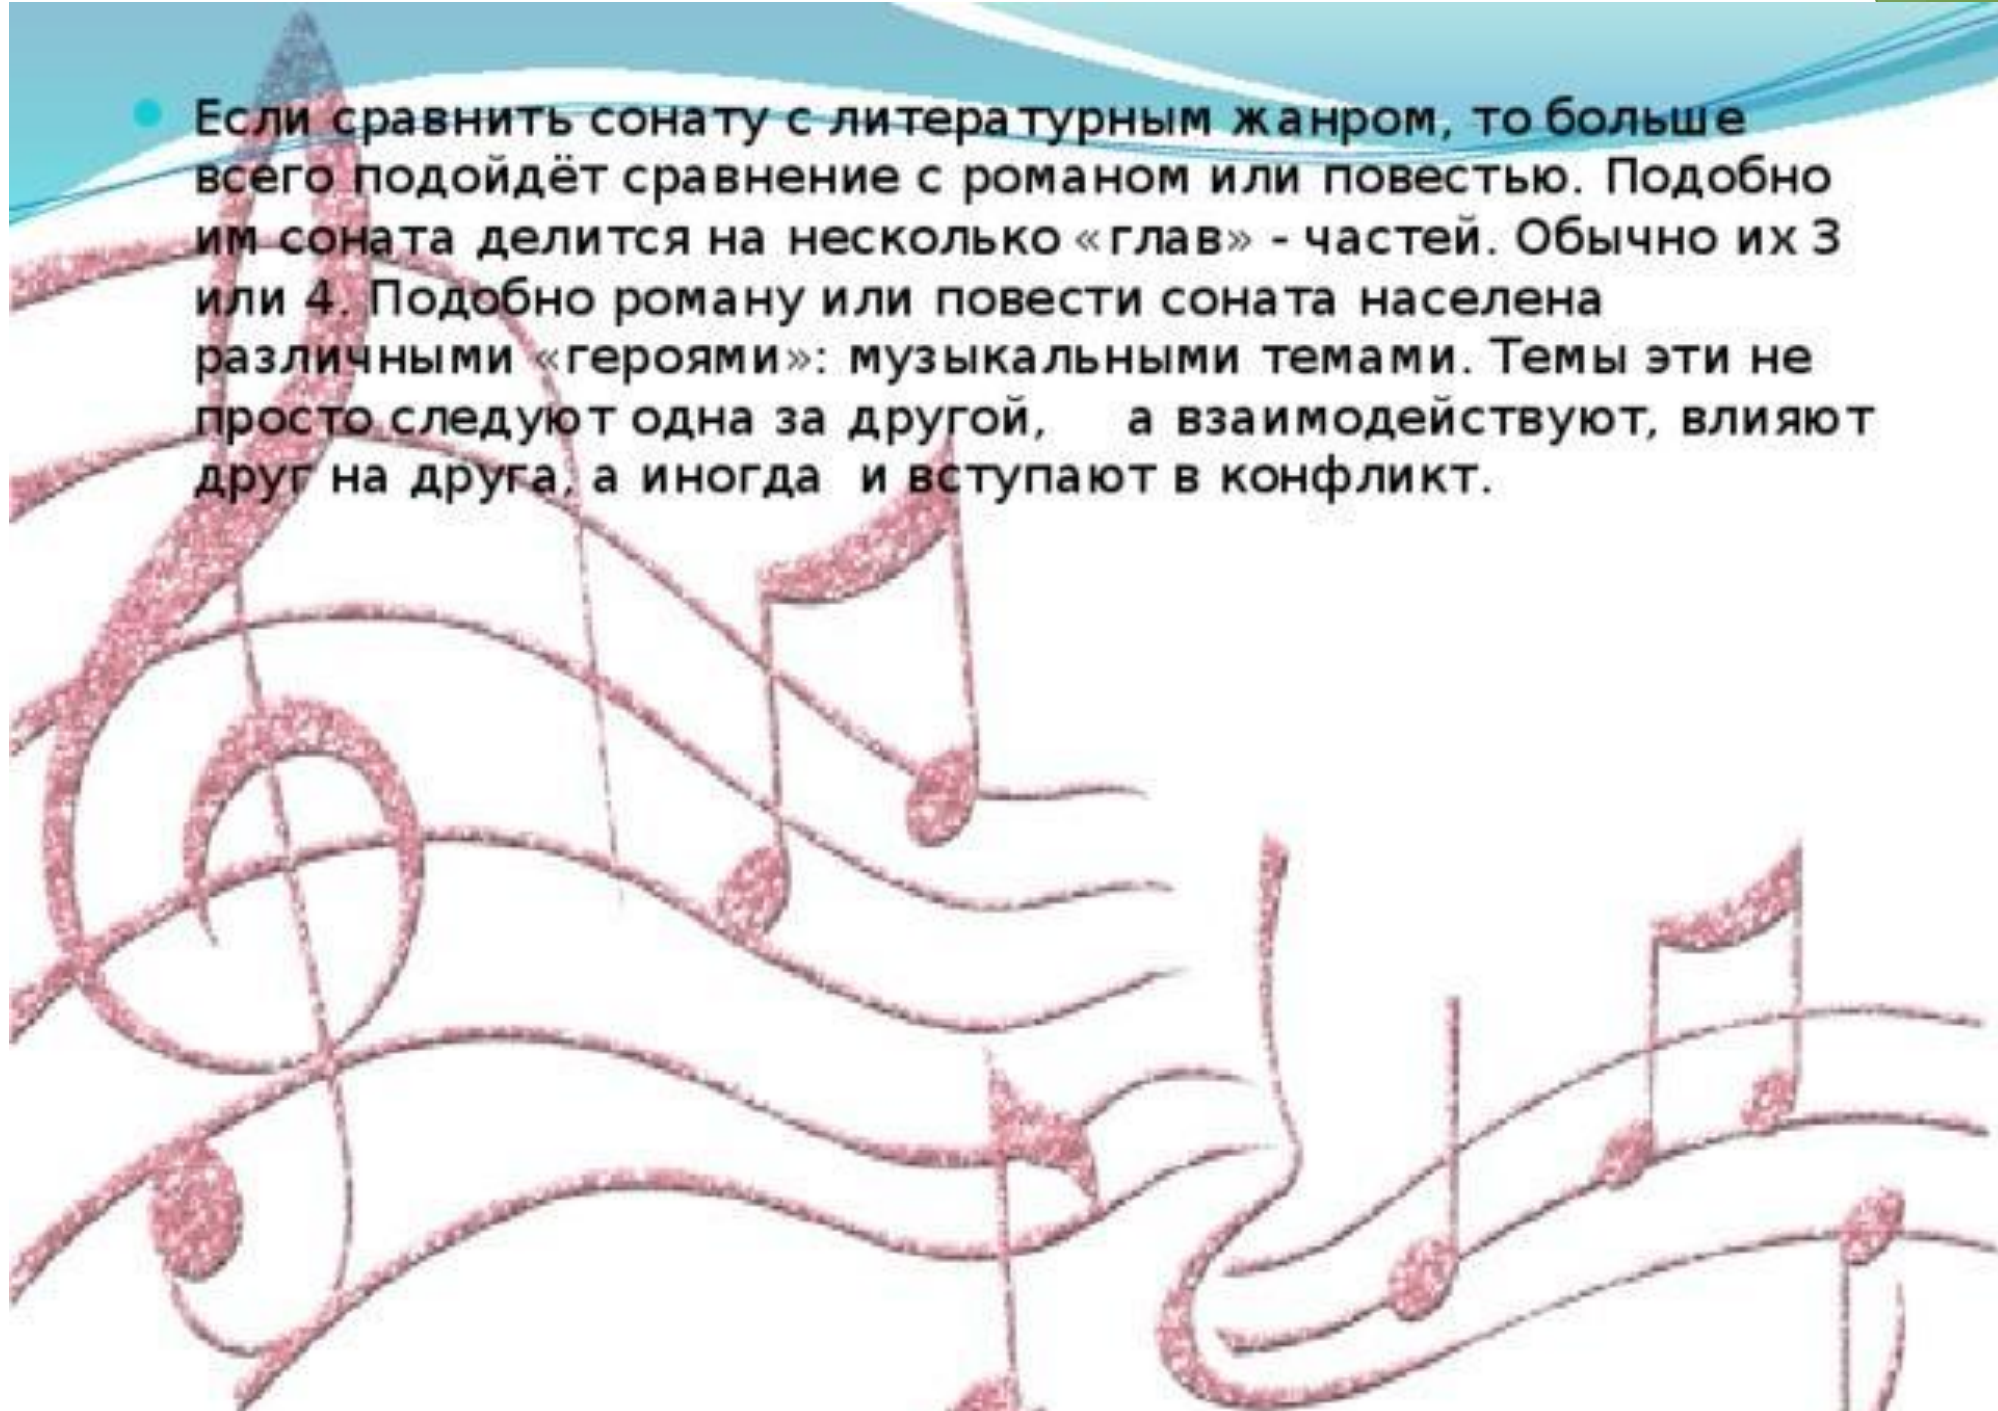 Если сравнить сонату с литературным жанром, то больше
всего подойдёт сравнение с романом или повестью. Подобно
им соната делится на несколько «глав» - частей. Обычно их 3
или 4. Подобно роману или повести соната населена
различными «героями»: музыкальными темами. Темы эти не
просто следуют одна за другой, а взаимодействуют, влияют
друг на друга, а иногда и вступают в конфликт.